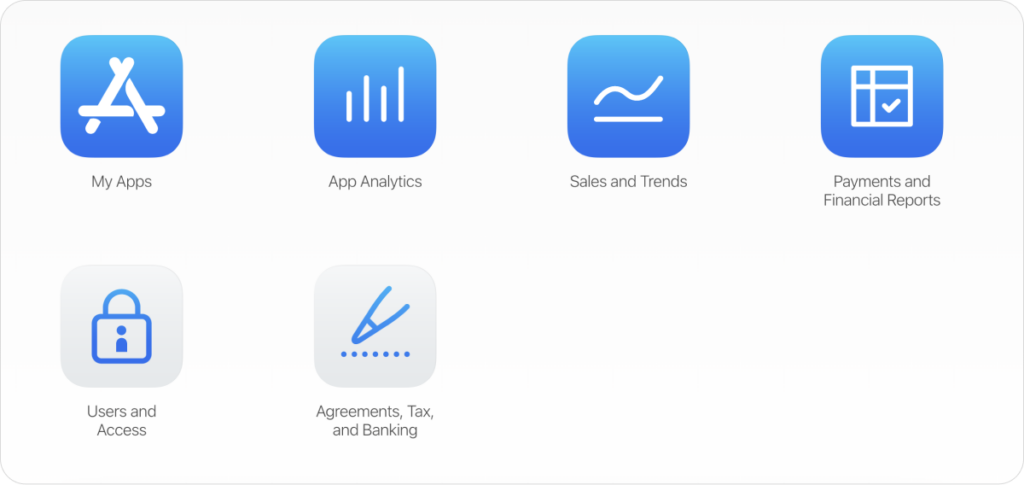 My Apps
App Analytics
Sales and Trends
Payments and
Financial Reports
Users and
Access
Agreements, Tax,
and Banking